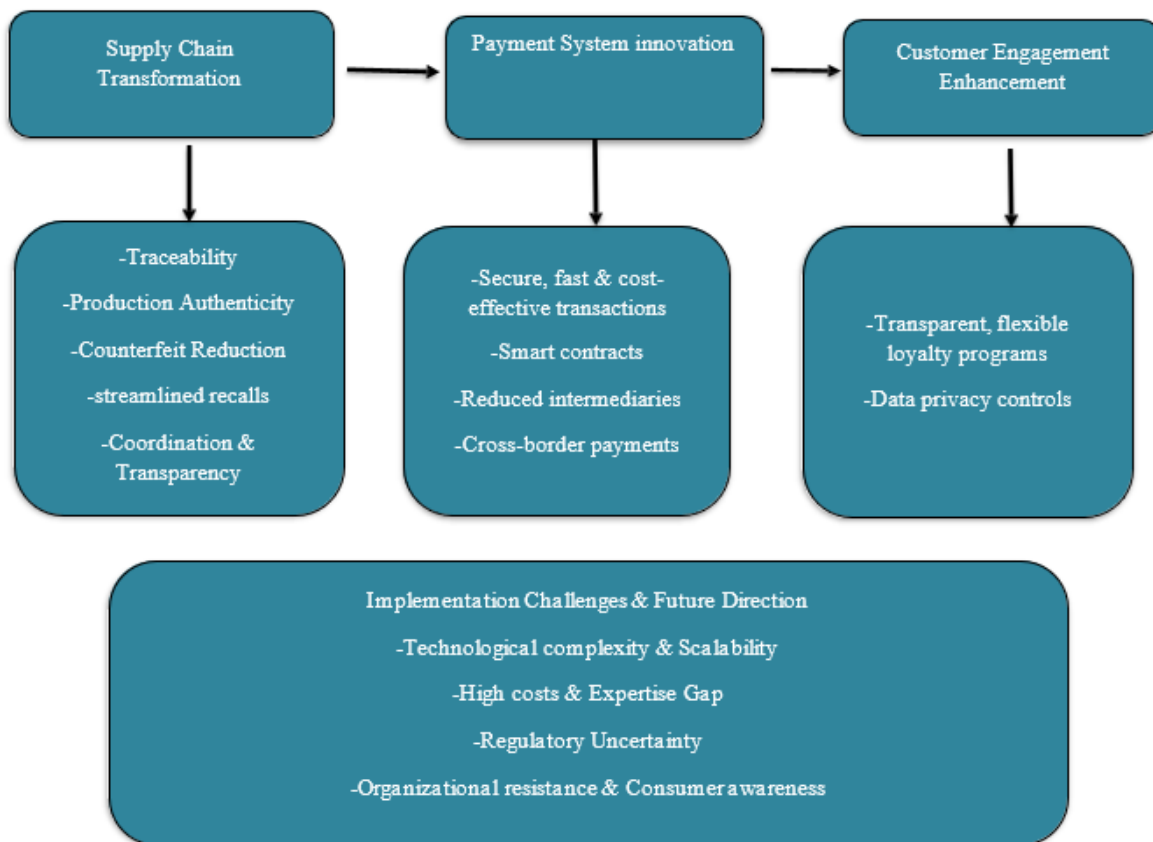 Supply Chain
Transformation
Payment System innovation
Customer Engagement
Enhancement
-Traceability
-Production Authenticity
-Counterfeit Reduction
-streamlined recalls
-Coordination &
Transparency
-Secure, fast & cost-
effective transactions
-Smart contracts
-Reduced intermediaries
-Cross-border payments
-Transparent, flexible
loyalty programs
-Data privacy controls
Implementation Challenges & Future Direction
-Technological complexity & Scalability
-High costs & Expertise Gap
-Regulatory Uncertainty
-Organizational resistance & Consumer awareness